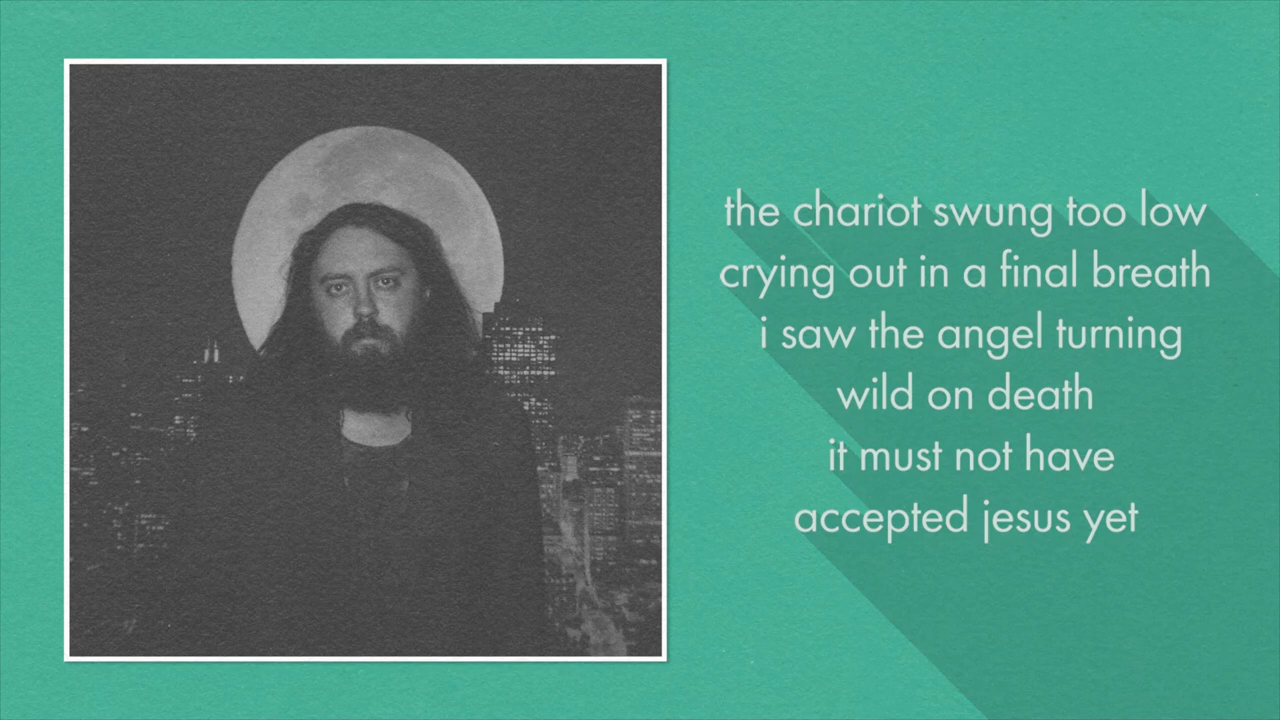 the chariot swung too low
crying out in a final breath
i saw the angel turning
wild on death
it must not have
accepted jesus yet